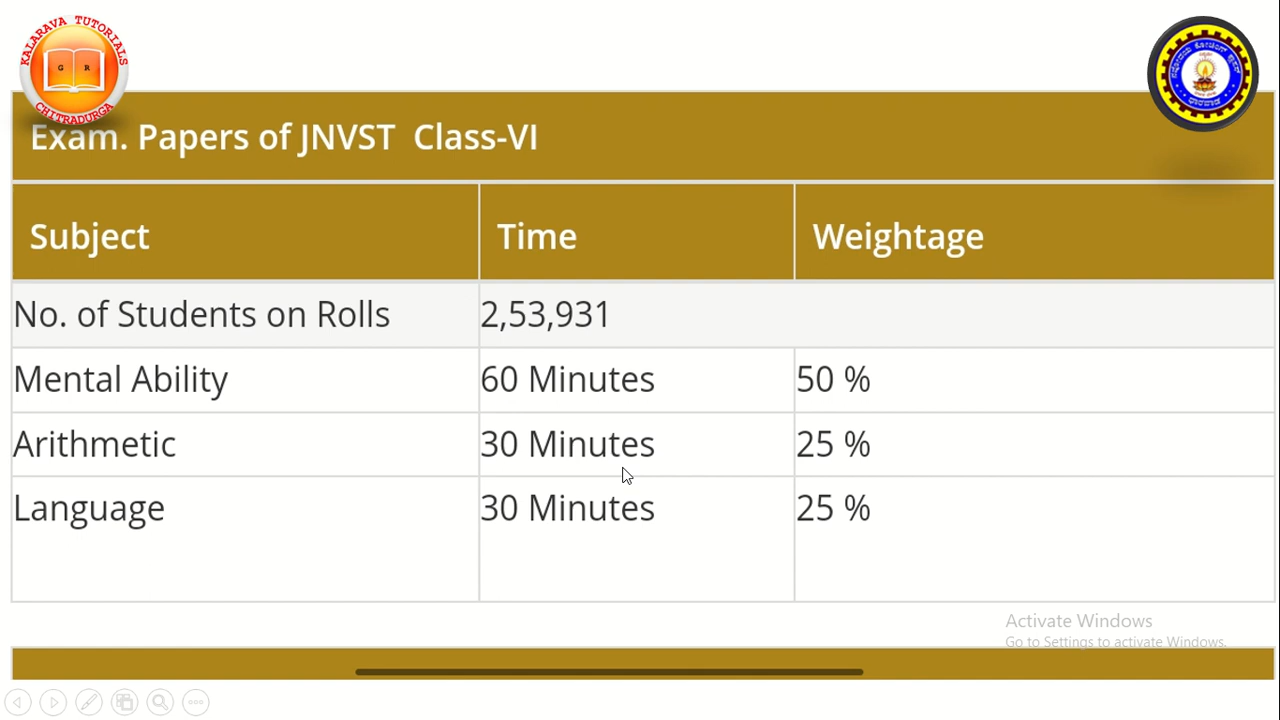 KALARAVA TUTORIALS
G R
CHITRADURGA
Exam. Papers of JNVST Class-VI
Subject Time Weightage
No. of Students on Rolls 2,53,931
Mental Ability 60 Minutes 50 %
Arithmetic 30 Minutes 25 %
Language 30 Minutes 25 %
Activate Windows
Go to Settings to activate Windows.